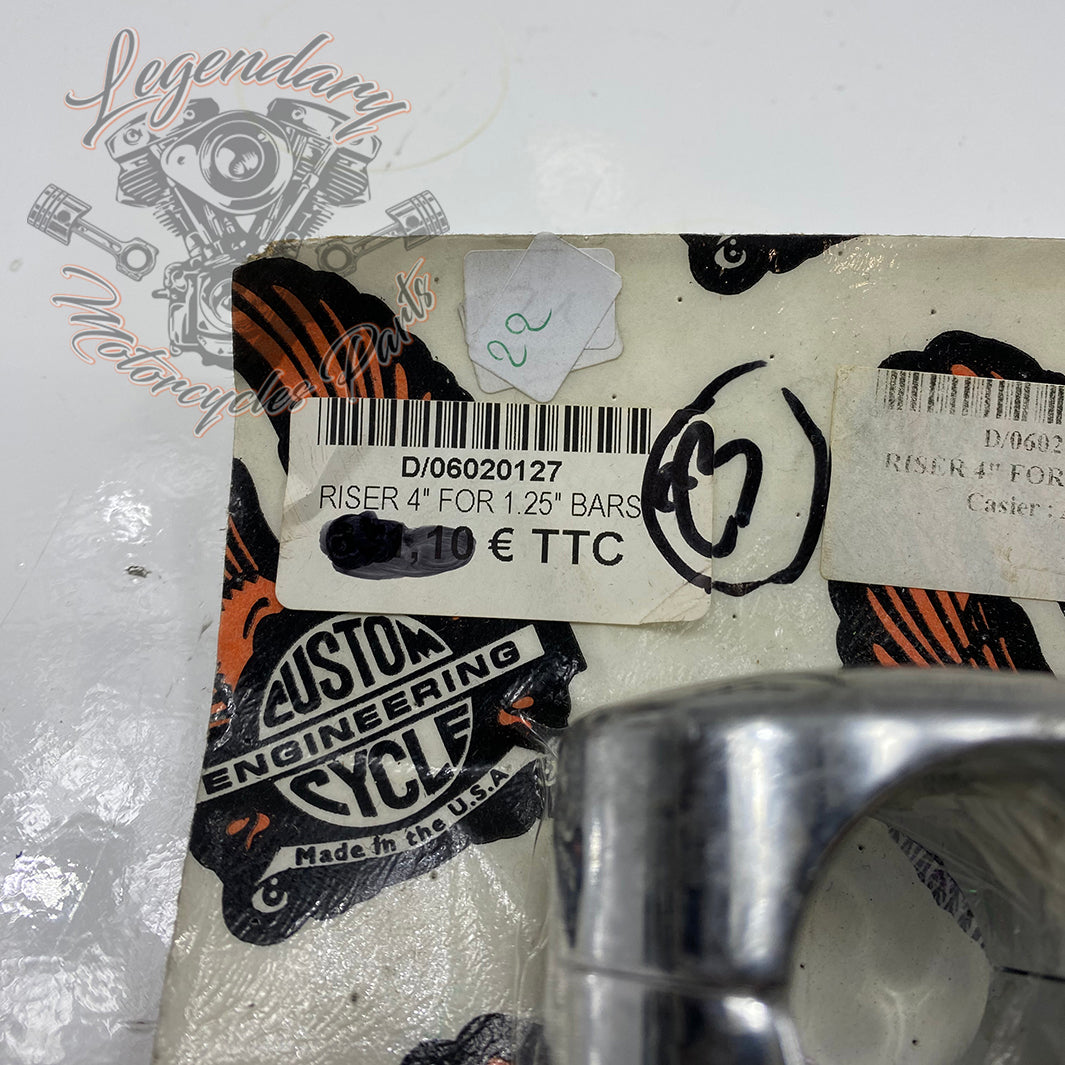 Legendary
Motorcycles Parts
22
D/06020127
RISER 4" FOR 1.25" BARS
,10 € TTC
D/0602
RISER 4" FOR
Casier :
CUSTOM
ENGINEERING
CYCLE
Made in the U.S.A.